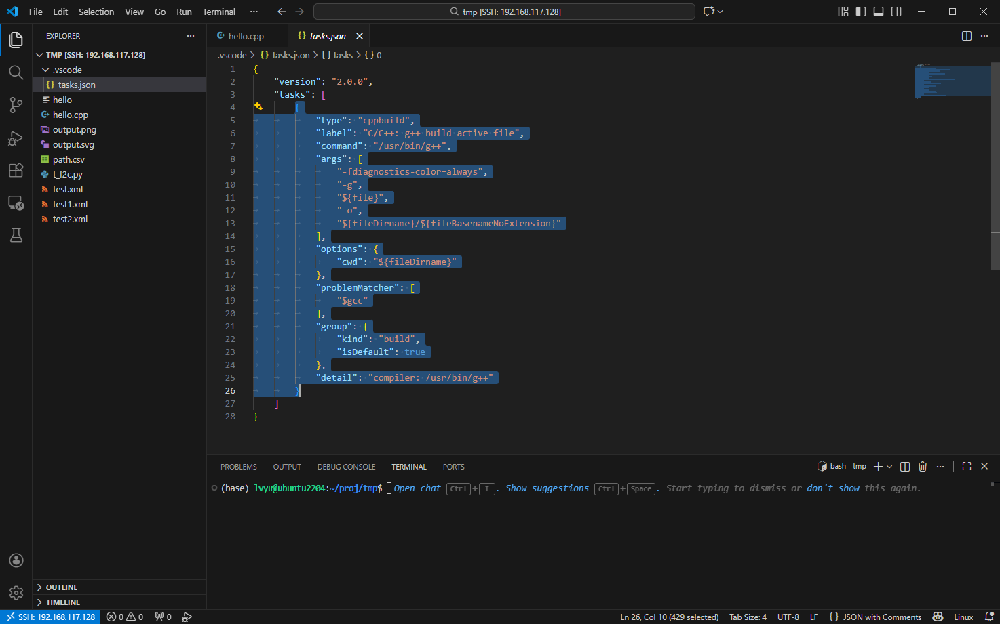 File Edit Selection View Go Run Terminal ··· tmp [SSH: 192.168.117.128]
EXPLORER ···
TMP [SSH: 192.168.117.128]
.vscode
{} tasks.json
hello
hello.cpp
output.png
output.svg
path.csv
t_f2c.py
test.xml
test1.xml
test2.xml
OUTLINE
TIMELINE
hello.cpp {} tasks.json
.vscode > {} tasks.json > [ ] tasks > { } 0
1 {
2 "version": "2.0.0",
3 "tasks": [
4 {
5 "type": "cppbuild",
6 "label": "C/C++: g++ build active file",
7 "command": "/usr/bin/g++",
8 "args": [
9 "-fdiagnostics-color=always",
10 "-g",
11 "${file}",
12 "-o",
13 "${fileDirname}/${fileBasenameNoExtension}"
14 ],
15 "options": {
16 "cwd": "${fileDirname}"
17 },
18 "problemMatcher": [
19 "$gcc"
20 ],
21 "group": {
22 "kind": "build",
23 "isDefault": true
24 },
25 "detail": "compiler: /usr/bin/g++"
26 }
27 ]
28 }
PROBLEMS OUTPUT DEBUG CONSOLE TERMINAL PORTS bash - tmp ···
(base) lvyu@ubuntu2204:~/proj/tmp$ Open chat Ctrl+I. Show suggestions Ctrl+Space. Start typing to dismiss or don't show this again.
SSH: 192.168.117.128 0 0 0 Ln 26, Col 10 (429 selected) Tab Size: 4 UTF-8 LF {} JSON with Comments Linux